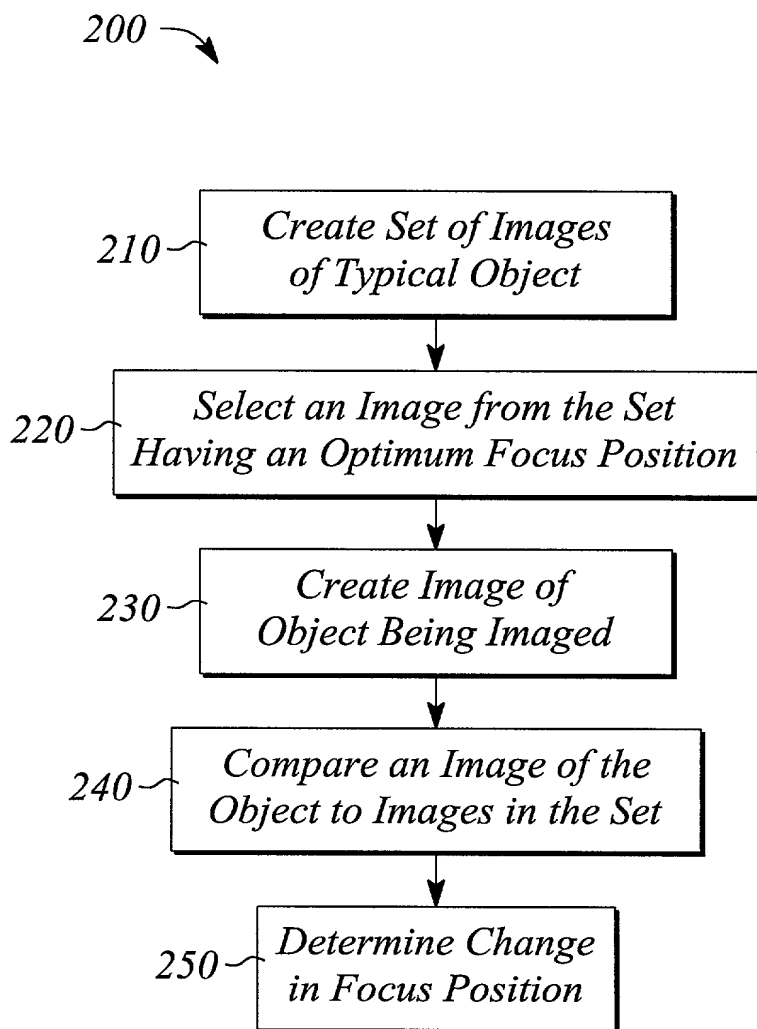 200
210
Create Set of Images
of Typical Object
220
Select an Image from the Set
Having an Optimum Focus Position
230
Create Image of
Object Being Imaged
240
Compare an Image of the
Object to Images in the Set
250
Determine Change
in Focus Position